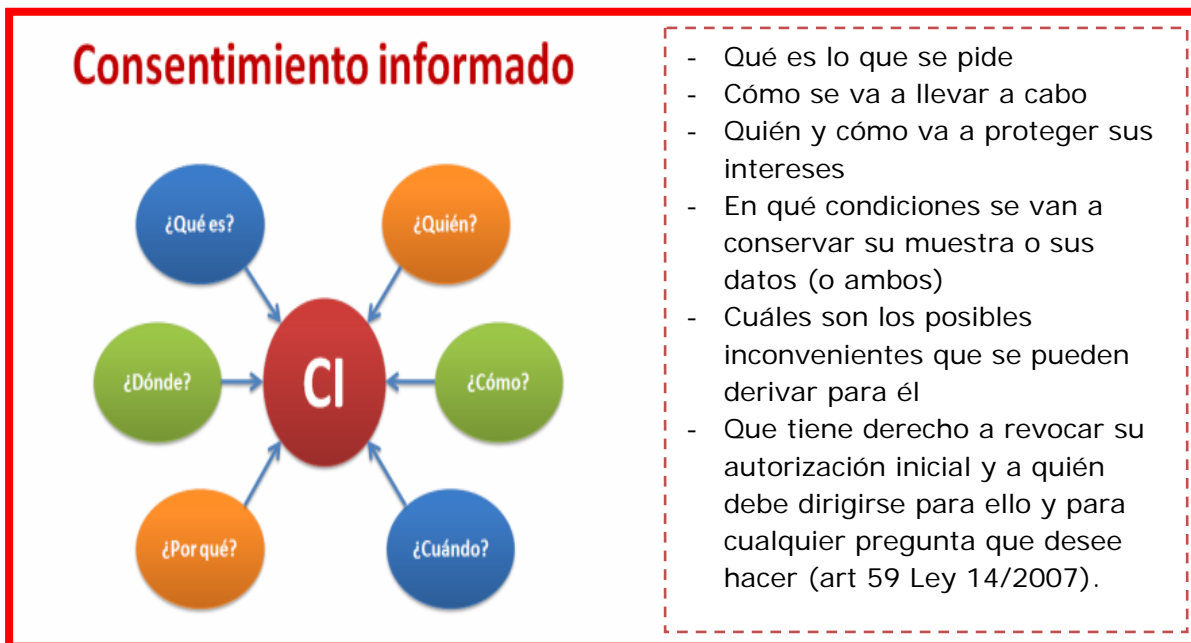 Consentimiento informado
¿Qué es?
¿Quién?
¿Dónde?
CI
¿Cómo?
¿Por qué?
¿Cuándo?
- Qué es lo que se pide
- Cómo se va a llevar a cabo
- Quién y cómo va a proteger sus
intereses
- En qué condiciones se van a
conservar su muestra o sus
datos (o ambos)
- Cuáles son los posibles
inconvenientes que se pueden
derivar para él
- Que tiene derecho a revocar su
autorización inicial y a quién
debe dirigirse para ello y para
cualquier pregunta que desee
hacer (art 59 Ley 14/2007).